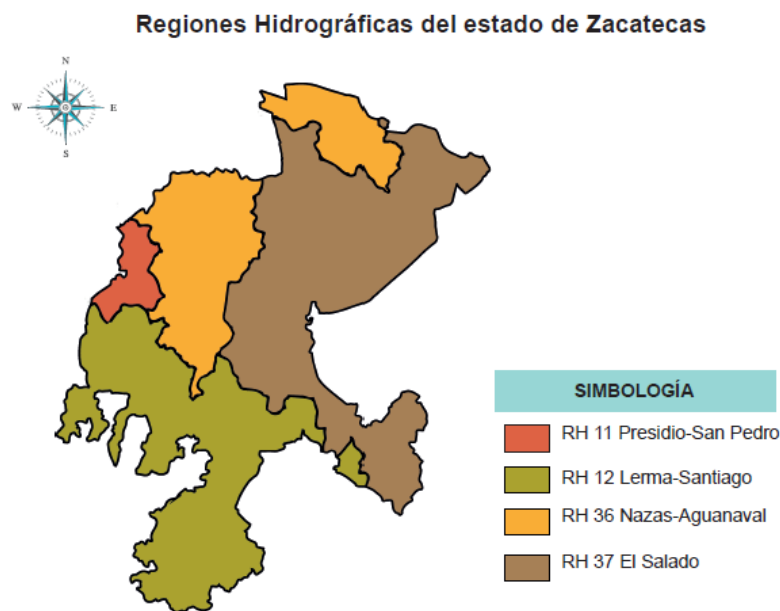 Regiones Hidrográficas del estado de Zacatecas
N
W
E
S
SIMBOLOGÍA
RH 11 Presidio-San Pedro
RH 12 Lerma-Santiago
RH 36 Nazas-Aguanaval
RH 37 El Salado